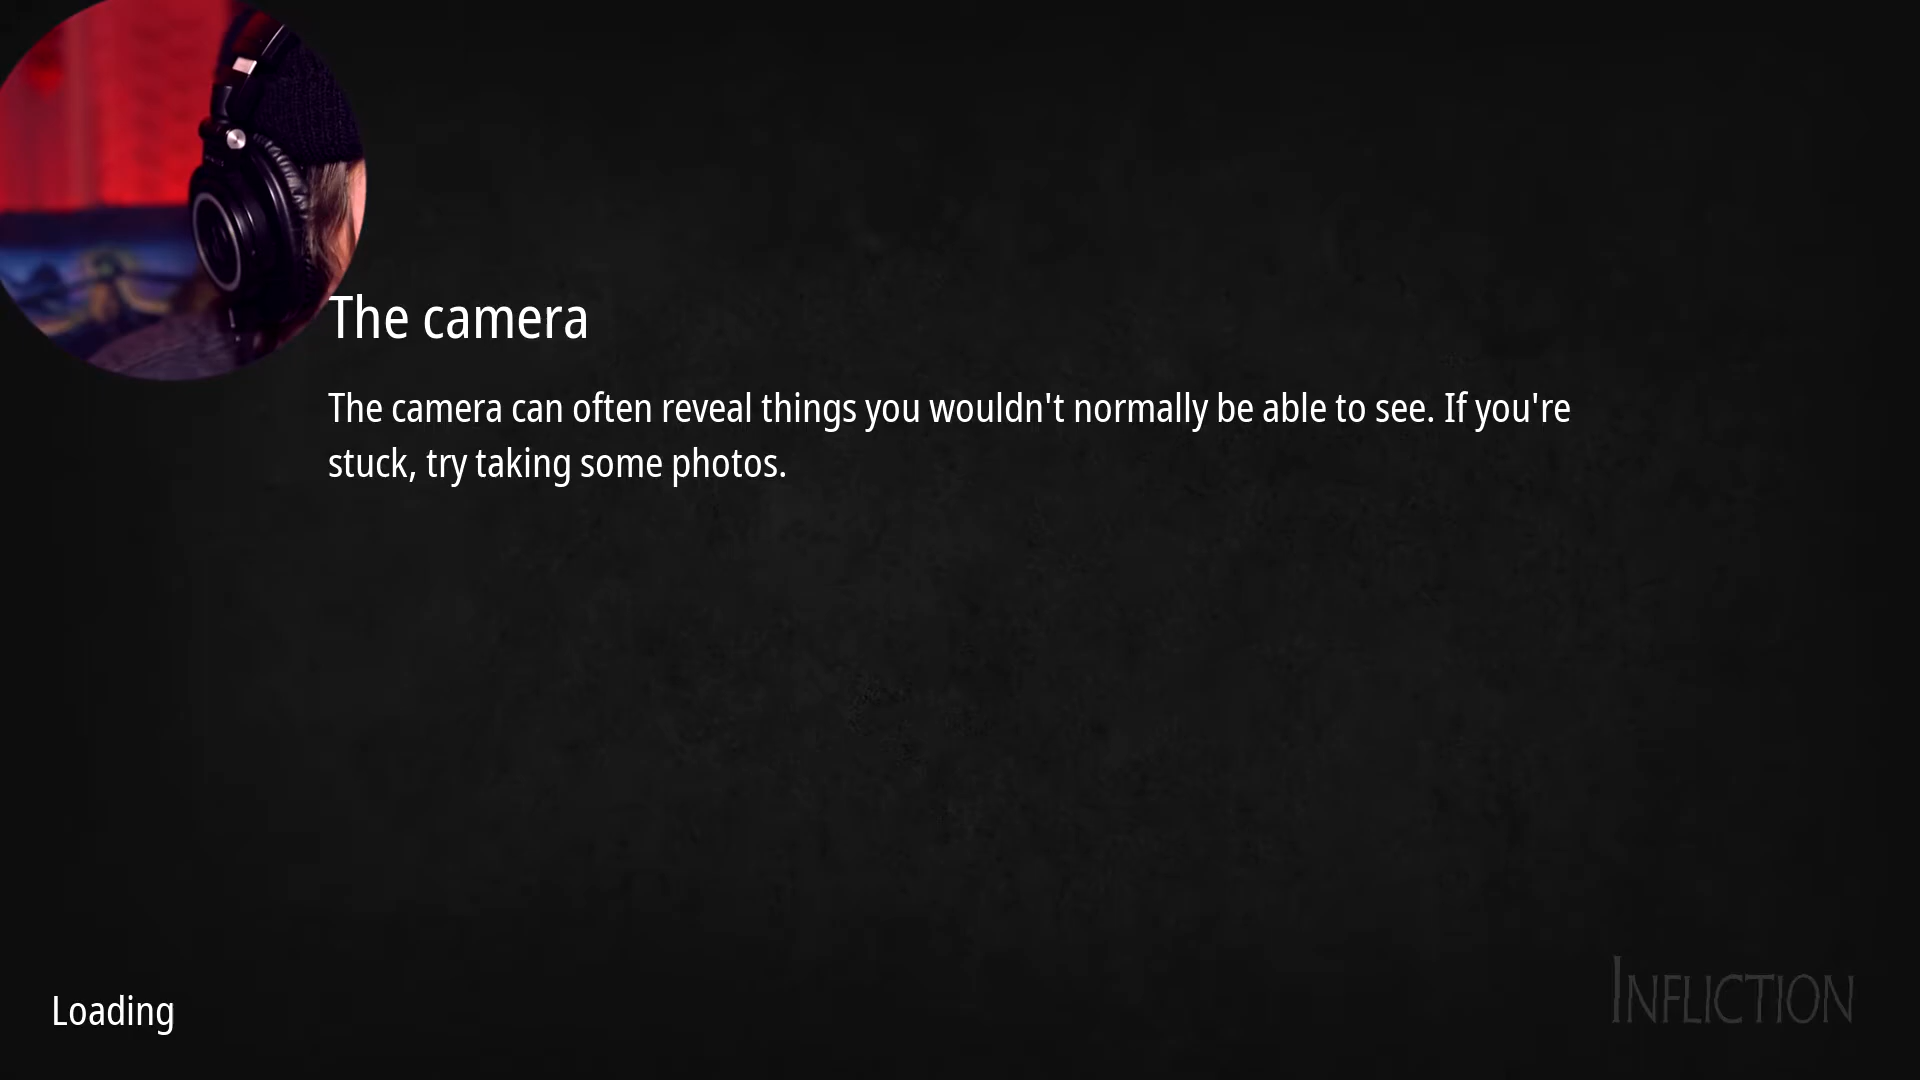 The camera
The camera can often reveal things you wouldn't normally be able to see. If you're
stuck, try taking some photos.
Loading
INFLICTION